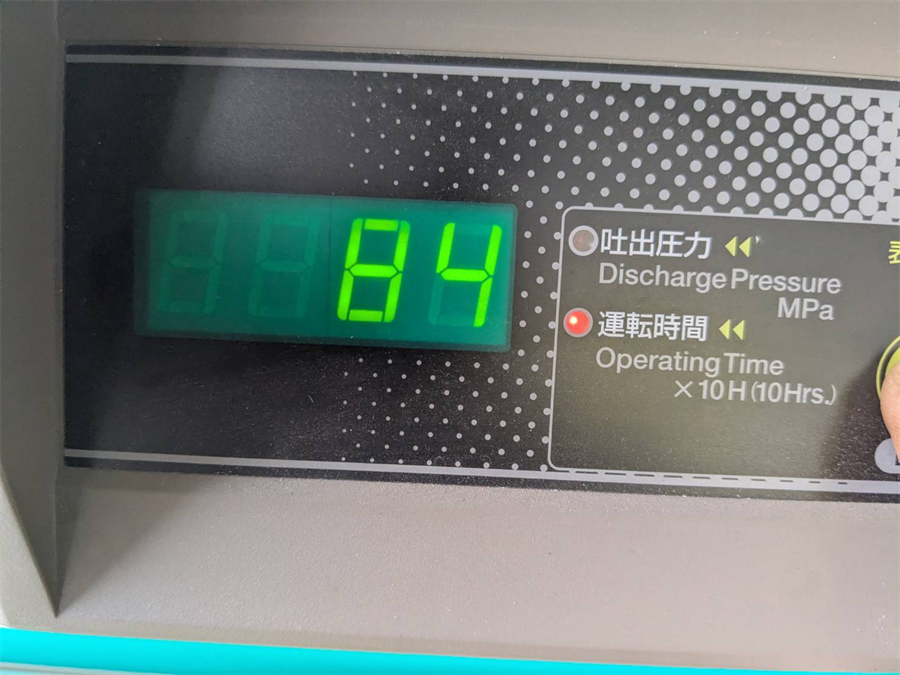 84
吐出圧力
Discharge Pressure
MPa
運転時間
Operating Time
×10H (10Hrs.)